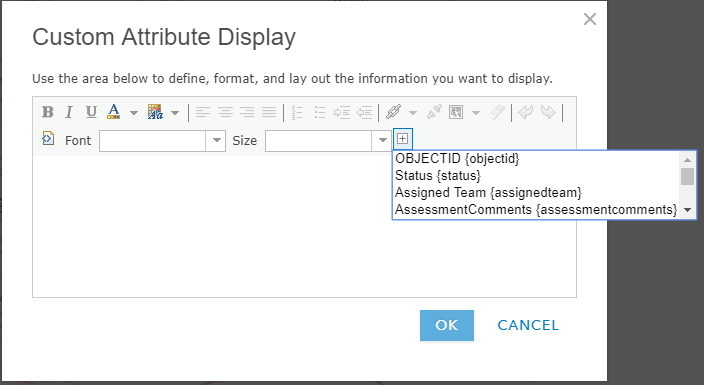 Custom Attribute Display
Use the area below to define, format, and lay out the information you want to display.
B I U A Aa
Font Size
OBJECTID {objectid}
Status {status}
Assigned Team {assignedteam}
AssessmentComments {assessmentcomments}
OK CANCEL